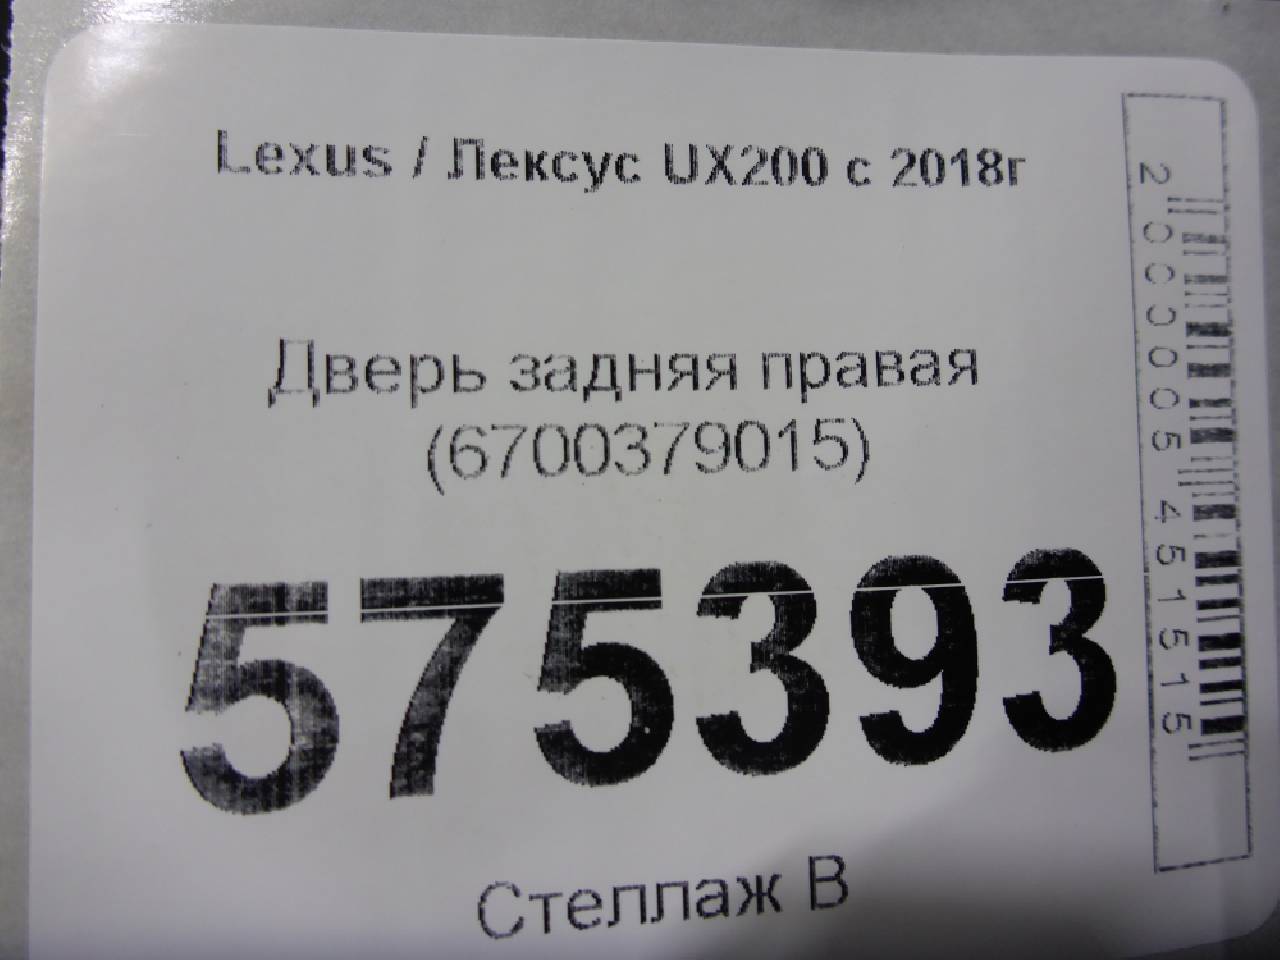 Lexus / Лексус UX200 с 2018г
Дверь задняя правая
(6700379015)
575393
Стеллаж В
2000005451515